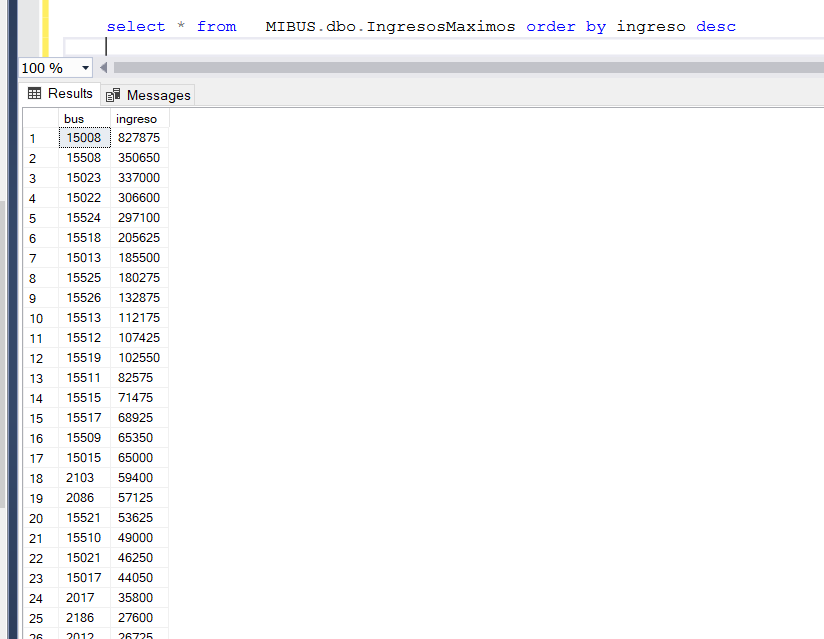 select * from MIBUS.dbo.IngresosMaximos order by ingreso desc
100 %
Results Messages
bus ingreso
1 15008 827875
2 15508 350650
3 15023 337000
4 15022 306600
5 15524 297100
6 15518 205625
7 15013 185500
8 15525 180275
9 15526 132875
10 15513 112175
11 15512 107425
12 15519 102550
13 15511 82575
14 15515 71475
15 15517 68925
16 15509 65350
17 15015 65000
18 2103 59400
19 2086 57125
20 15521 53625
21 15510 49000
22 15021 46250
23 15017 44050
24 2017 35800
25 2186 27600
26 2012 26725